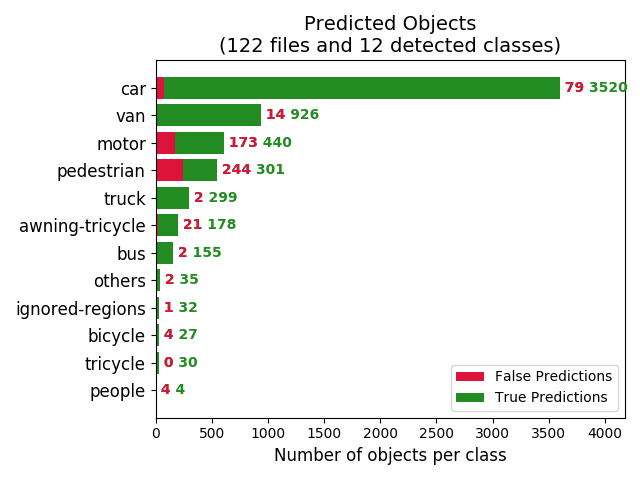 Predicted Objects
(122 files and 12 detected classes)
car 79 3520
van 14 926
motor 173 440
pedestrian 244 301
truck 2 299
awning-tricycle 21 178
bus 2 155
others 2 35
ignored-regions 1 32
bicycle 4 27
tricycle 0 30
people 4 4
False Predictions
True Predictions
0 500 1000 1500 2000 2500 3000 3500 4000
Number of objects per class